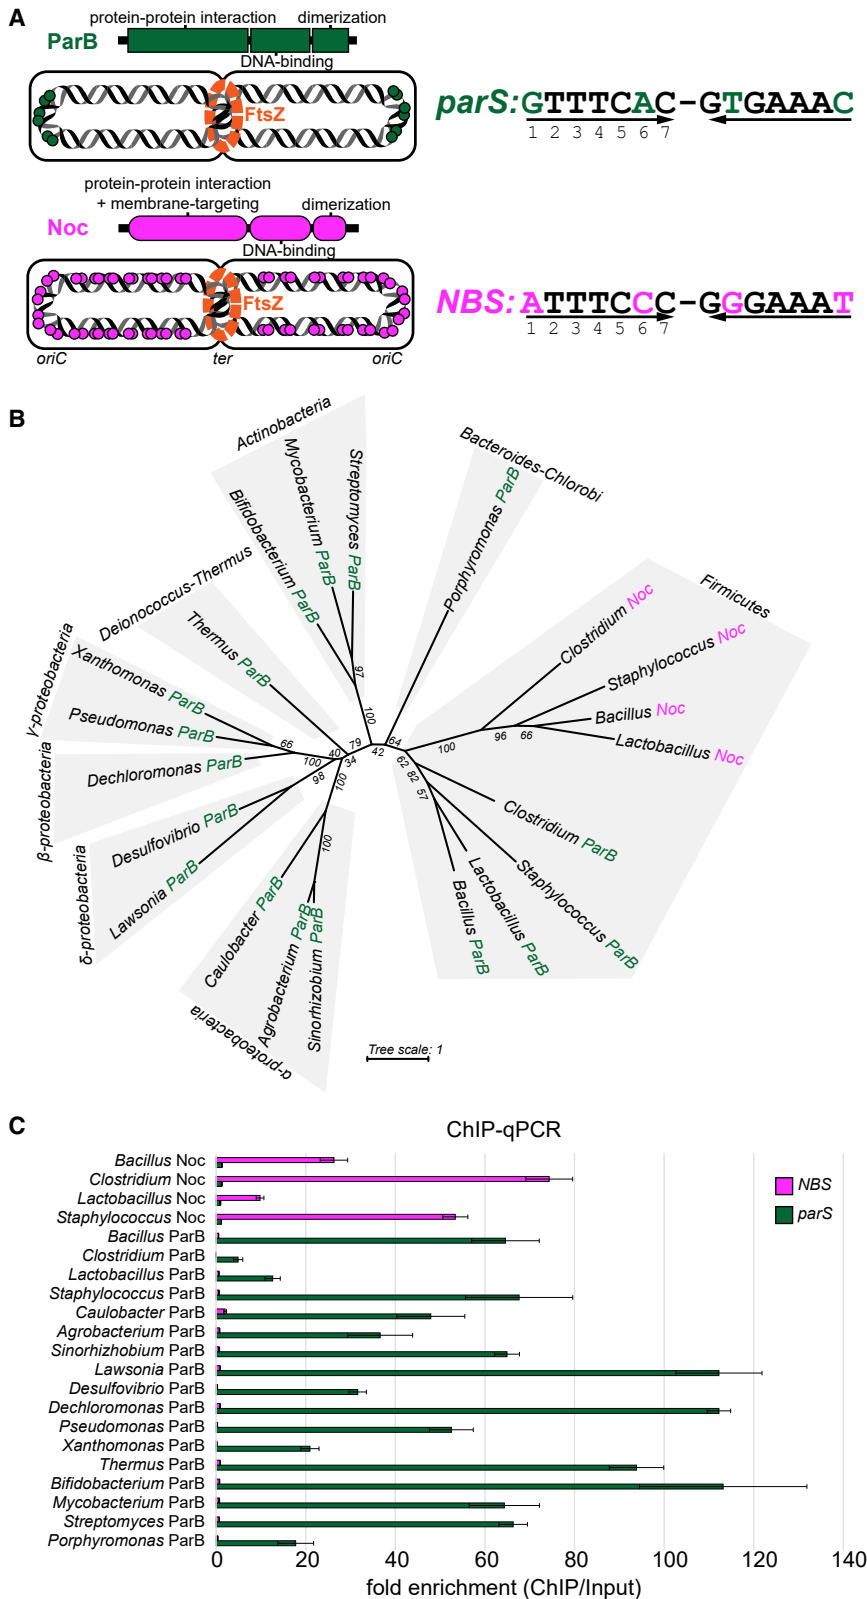 A
protein-protein interaction
dimerization
ParB
DNA-binding
FtsZ
parS: GTTTCAC-GTGAAAC
1 2 3 4 5 6 7
protein-protein interaction
+ membrane-targeting
dimerization
Noc
DNA-binding
FtsZ
NBS: ATTTCCC-GGGAAAT
1 2 3 4 5 6 7
oriC
ter
oriC
B
Actinobacteria
Bifidobacterium ParB
Mycobacterium ParB
Streptomyces ParB
Bacteroides-Chlorobi
Porphyromonas ParB
Firmicutes
Clostridium Noc
Staphylococcus Noc
Bacillus Noc
Lactobacillus Noc
Clostridium ParB
Staphylococcus ParB
Lactobacillus ParB
Bacillus ParB
Deionococcus-Thermus
Thermus ParB
γ-proteobacteria
Xanthomonas ParB
Pseudomonas ParB
β-proteobacteria
Dechloromonas ParB
δ-proteobacteria
Desulfovibrio ParB
Lawsonia ParB
α-proteobacteria
Caulobacter ParB
Agrobacterium ParB
Sinorhizobium ParB
97
100
79
42
64
100
96
66
62
82
57
66
100
40
34
98
100
100
Tree scale: 1
C
ChIP-qPCR
Bacillus Noc
Clostridium Noc
Lactobacillus Noc
Staphylococcus Noc
Bacillus ParB
Clostridium ParB
Lactobacillus ParB
Staphylococcus ParB
Caulobacter ParB
Agrobacterium ParB
Sinorhizhobium ParB
Lawsonia ParB
Desulfovibrio ParB
Dechloromonas ParB
Pseudomonas ParB
Xanthomonas ParB
Thermus ParB
Bifidobacterium ParB
Mycobacterium ParB
Streptomyces ParB
Porphyromonas ParB
NBS
parS
0 20 40 60 80 100 120 140
fold enrichment (ChIP/Input)